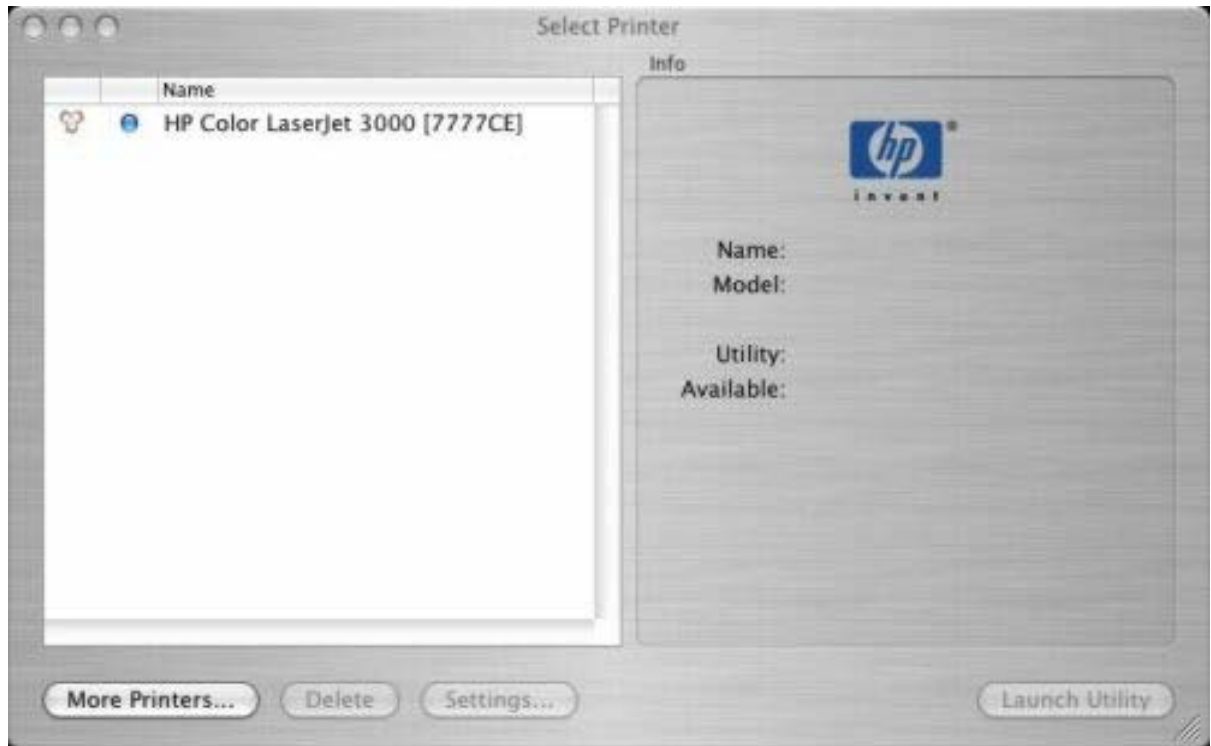 Select Printer
Name
HP Color LaserJet 3000 [7777CE]
Info
hp
invent
Name:
Model:
Utility:
Available:
More Printers...
Delete
Settings...
Launch Utility